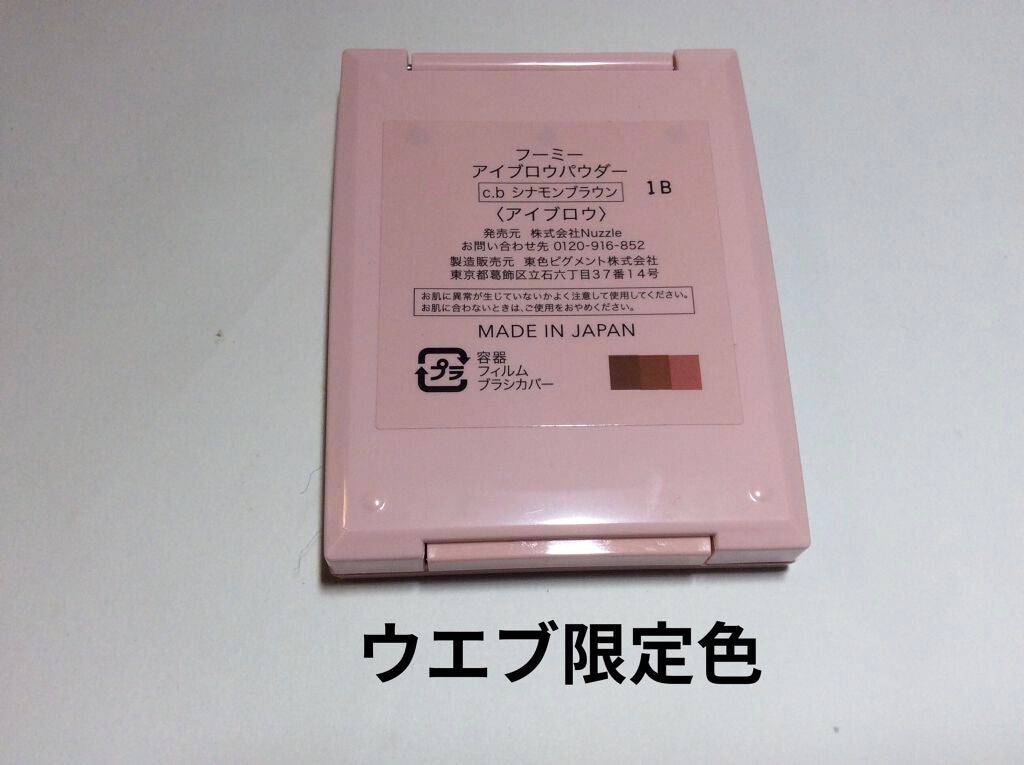 フーミー
アイブロウパウダー
c.b シナモンブラウン 1B
〈アイブロウ〉
発売元 株式会社Nuzzle
お問い合わせ先 0120-916-852
製造販売元 東色ピグメント株式会社
東京都葛飾区立石六丁目37番14号
お肌に異常が生じていないかよく注意して使用してください。
お肌に合わないときは、ご使用をおやめください。
MADE IN JAPAN
プラ
容器
フィルム
ブラシカバー
ウエブ限定色